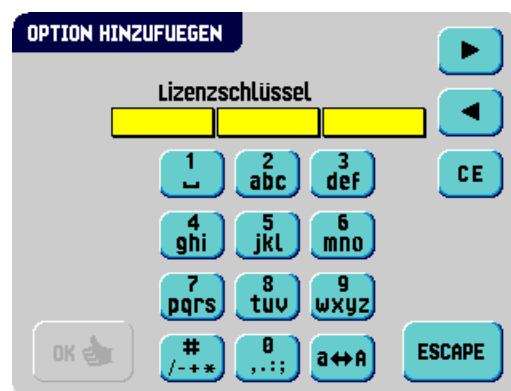 OPTION HINZUFUEGEN
Lizenzschlüssel
1
2 abc
3 def
CE
4 ghi
5 jkl
6 mno
7 pqrs
8 tuv
9 wxyz
OK
# /-+*
0 ,.:;
a↔A
ESCAPE